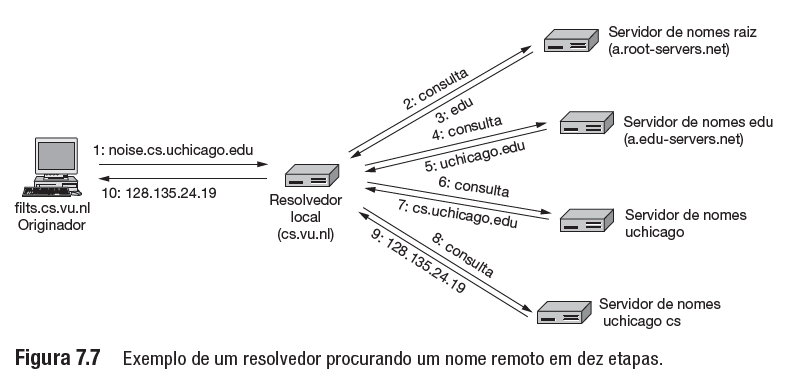 Servidor de nomes raiz
(a.root-servers.net)
2: consulta
3: edu
4: consulta
Servidor de nomes edu
(a.edu-servers.net)
1: noise.cs.uchicago.edu
5: uchicago.edu
6: consulta
10: 128.135.24.19
filts.cs.vu.nl
Originador
Resolvedor
local
(cs.vu.nl)
7: cs.uchicago.edu
Servidor de nomes
uchicago
8: consulta
9: 128.135.24.19
Servidor de nomes
uchicago cs
Figura 7.7 Exemplo de um resolvedor procurando um nome remoto em dez etapas.